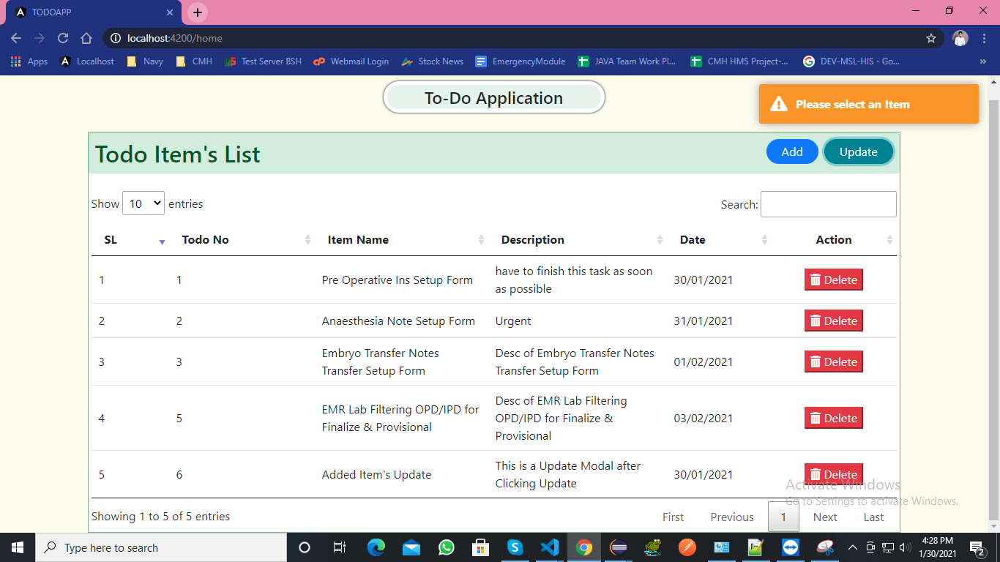 TODOAPP
localhost:4200/home
Apps Localhost Navy CMH Test Server BSH Webmail Login Stock News EmergencyModule JAVA Team Work Pl... CMH HMS Project-... DEV-MSL-HIS - Go... »
To-Do Application
Please select an Item
Todo Item's List
Add Update
Show 10 entries
Search:
SL Todo No Item Name Description Date Action
1 1 Pre Operative Ins Setup Form have to finish this task as soon 30/01/2021 Delete
as possible
2 2 Anaesthesia Note Setup Form Urgent 31/01/2021 Delete
3 3 Embryo Transfer Notes Desc of Embryo Transfer Notes 01/02/2021 Delete
Transfer Setup Form Transfer Setup Form
4 5 EMR Lab Filtering OPD/IPD for Desc of EMR Lab Filtering 03/02/2021 Delete
Finalize & Provisional OPD/IPD for Finalize &
Provisional
5 6 Added Item's Update This is a Update Modal after 30/01/2021 Delete
Clicking Update
Activate Windows
Go to Settings to activate Windows.
Showing 1 to 5 of 5 entries
First Previous 1 Next Last
Type here to search
4:28 PM
1/30/2021
2